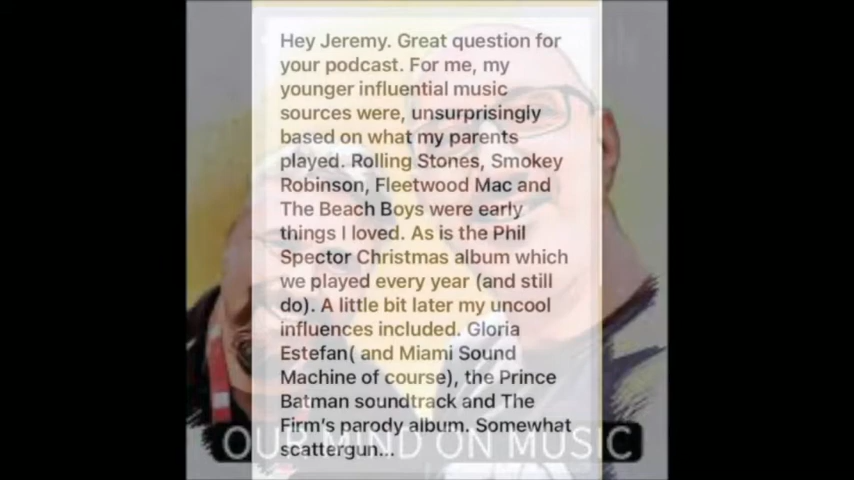 Hey Jeremy. Great question for
your podcast. For me, my
younger influential music
sources were, unsurprisingly
based on what my parents
played. Rolling Stones, Smokey
Robinson, Fleetwood Mac and
The Beach Boys were early
things I loved. As is the Phil
Spector Christmas album which
we played every year (and still
do). A little bit later my uncool
influences included. Gloria
Estefan( and Miami Sound
Machine of course), the Prince
Batman soundtrack and The
Firm's parody album. Somewhat
scattergun...
OUR MIND ON MUSIC